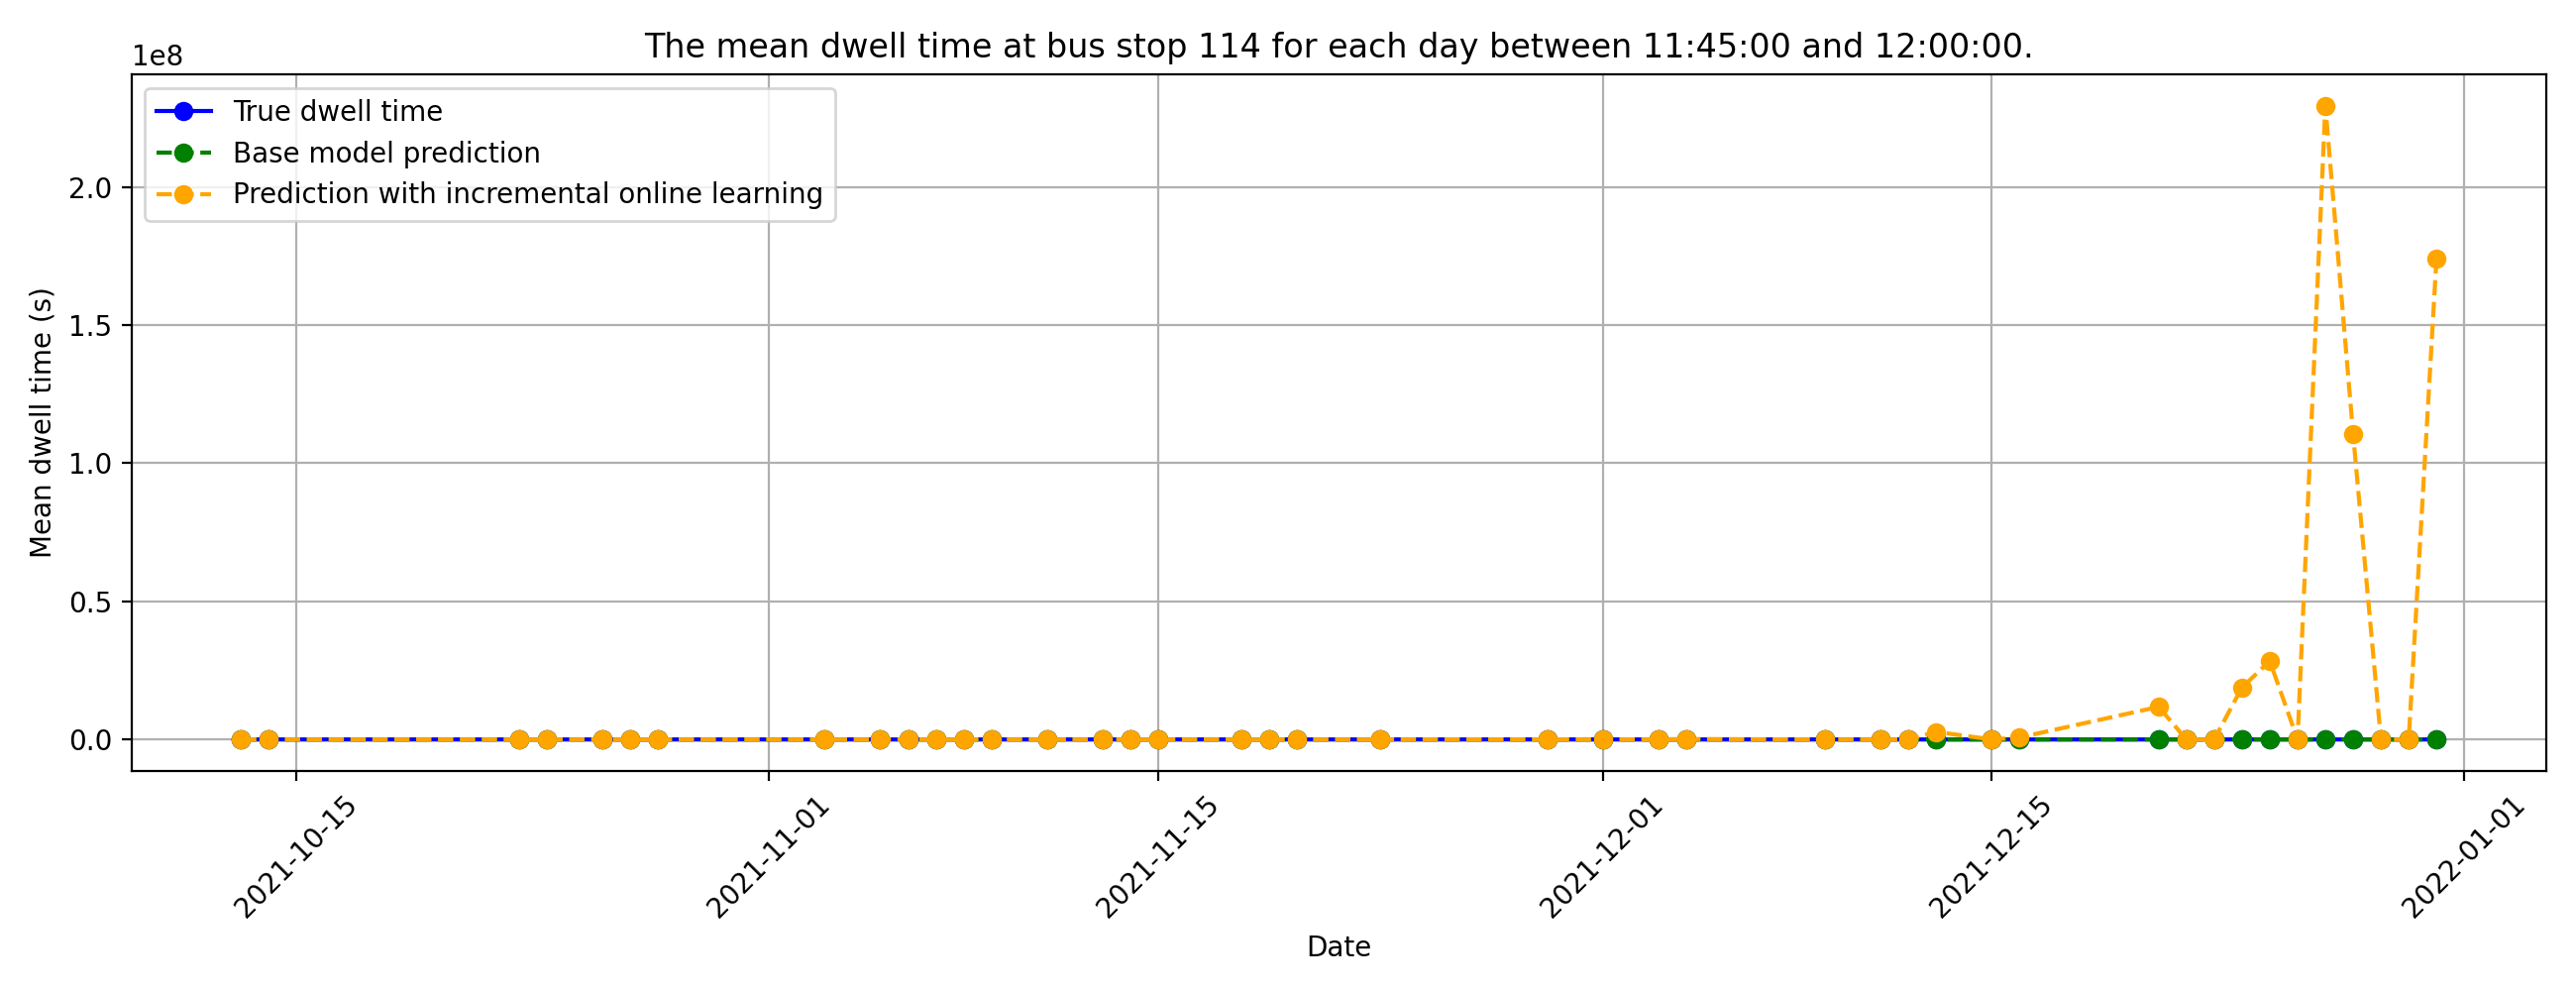 The mean dwell time at bus stop 114 for each day between 11:45:00 and 12:00:00.
1e8
True dwell time
Base model prediction
Prediction with incremental online learning
2.0
1.5
1.0
0.5
0.0
Mean dwell time (s)
2021-10-15
2021-11-01
2021-11-15
2021-12-01
2021-12-15
2022-01-01
Date